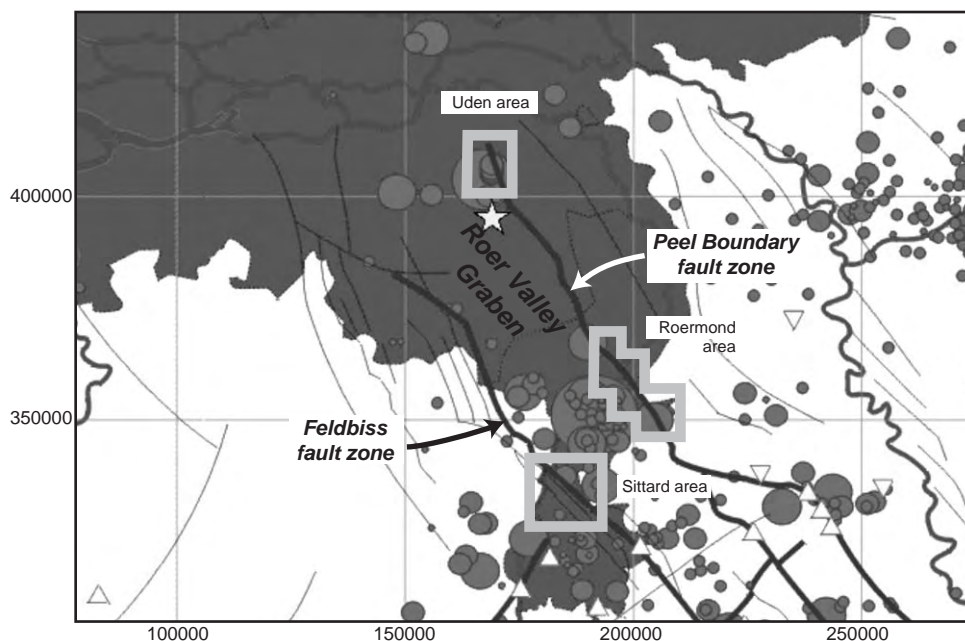 Uden area
400000
Peel Boundary
fault zone
Roer Valley
Graben
Roermond
area
350000
Feldbiss
fault zone
Sittard area
100000
150000
200000
250000